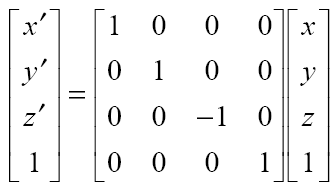 x′ 1 0 0 0 x
y′ 0 1 0 0 y
z′ = 0 0 −1 0 z
1 0 0 0 1 1